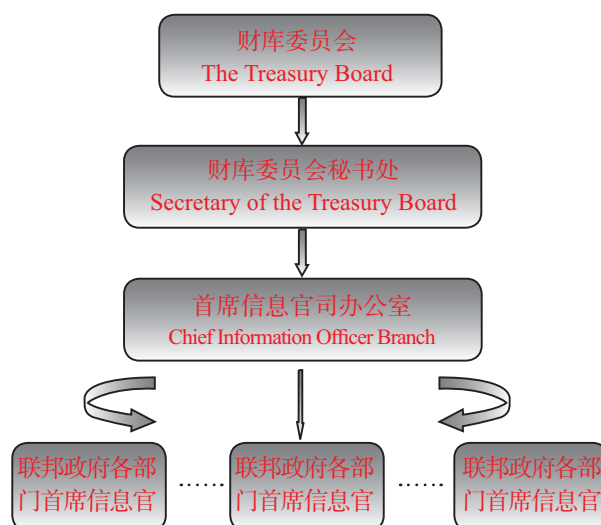 财库委员会
The Treasury Board
财库委员会秘书处
Secretary of the Treasury Board
首席信息官司办公室
Chief Information Officer Branch
联邦政府各部
门首席信息官
……
联邦政府各部
门首席信息官
……
联邦政府各部
门首席信息官